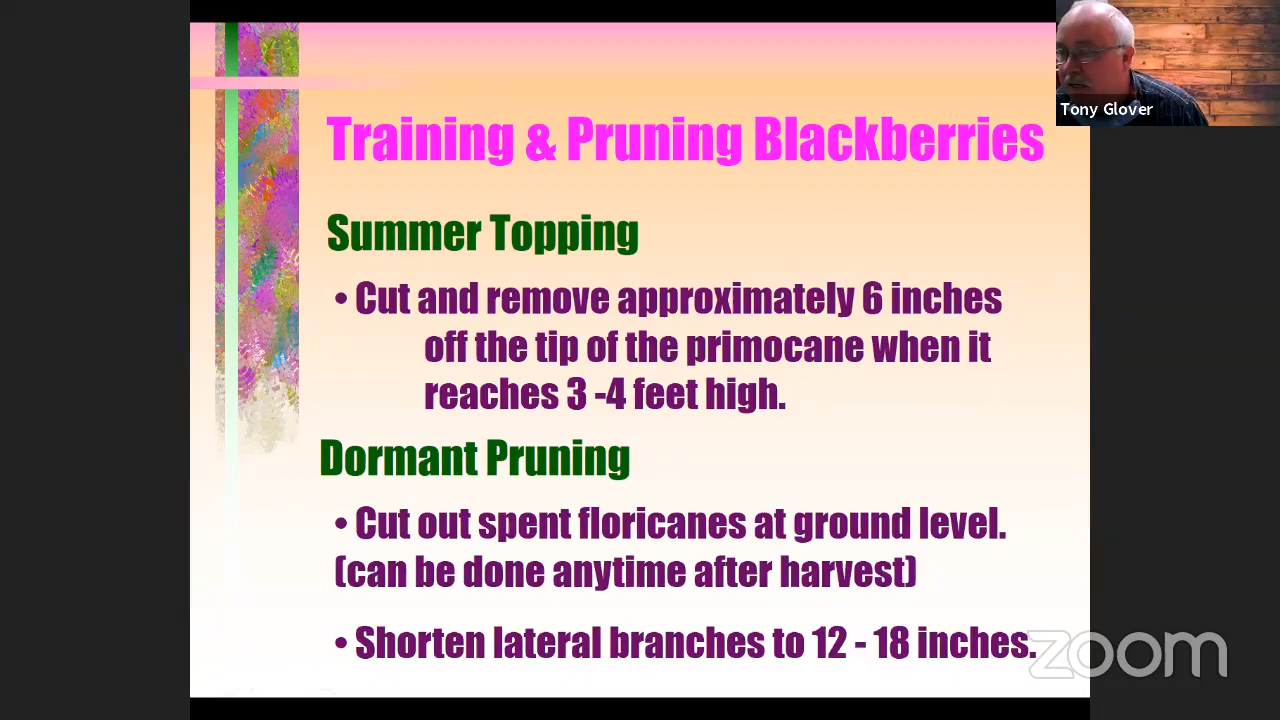 Tony Glover
Training & Pruning Blackberries
Summer Topping
• Cut and remove approximately 6 inches
off the tip of the primocane when it
reaches 3 -4 feet high.
Dormant Pruning
• Cut out spent floricanes at ground level.
(can be done anytime after harvest)
• Shorten lateral branches to 12 - 18 inches.
zoom